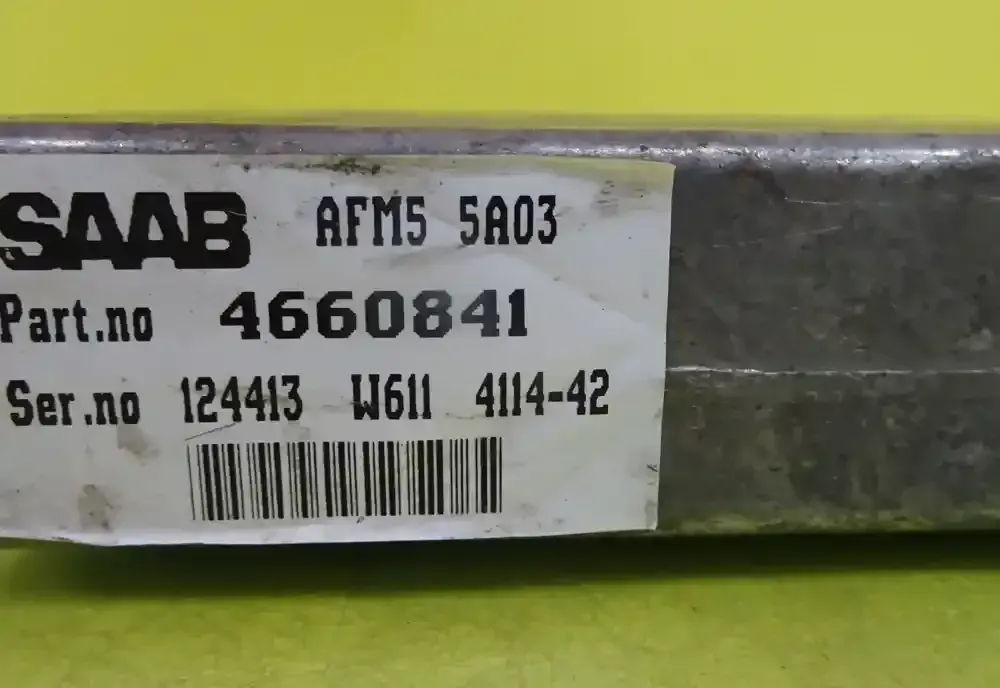 SAAB AFM5 5A03
Part.no 4660841
Ser.no 124413 W611 4114-42